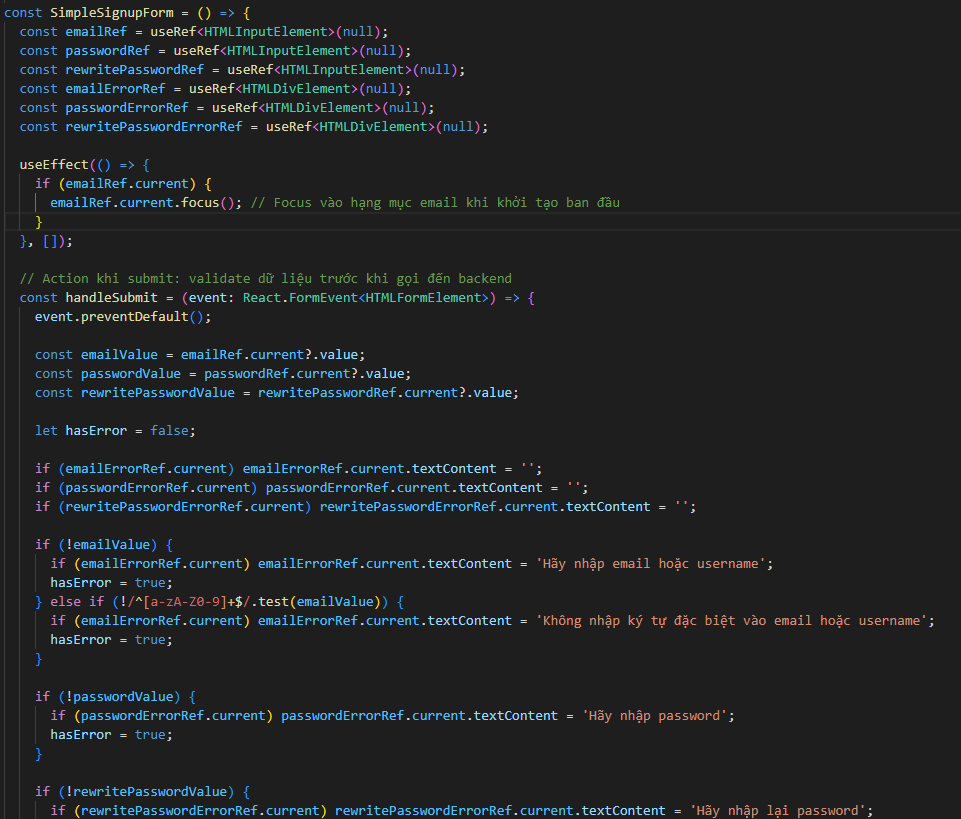 const SimpleSignupForm = () => {
const emailRef = useRef<HTMLInputElement>(null);
const passwordRef = useRef<HTMLInputElement>(null);
const rewritePasswordRef = useRef<HTMLInputElement>(null);
const emailErrorRef = useRef<HTMLDivElement>(null);
const passwordErrorRef = useRef<HTMLDivElement>(null);
const rewritePasswordErrorRef = useRef<HTMLDivElement>(null);
useEffect(() => {
if (emailRef.current) {
emailRef.current.focus(); // Focus vào hạng mục email khi khởi tạo ban đầu
}
}, []);
// Action khi submit: validate dữ liệu trước khi gọi đến backend
const handleSubmit = (event: React.FormEvent<HTMLFormElement>) => {
event.preventDefault();
const emailValue = emailRef.current?.value;
const passwordValue = passwordRef.current?.value;
const rewritePasswordValue = rewritePasswordRef.current?.value;
let hasError = false;
if (emailErrorRef.current) emailErrorRef.current.textContent = '';
if (passwordErrorRef.current) passwordErrorRef.current.textContent = '';
if (rewritePasswordErrorRef.current) rewritePasswordErrorRef.current.textContent = '';
if (!emailValue) {
if (emailErrorRef.current) emailErrorRef.current.textContent = 'Hãy nhập email hoặc username';
hasError = true;
} else if (!/^[a-zA-Z0-9]+$/.test(emailValue)) {
if (emailErrorRef.current) emailErrorRef.current.textContent = 'Không nhập ký tự đặc biệt vào email hoặc username';
hasError = true;
}
if (!passwordValue) {
if (passwordErrorRef.current) passwordErrorRef.current.textContent = 'Hãy nhập password';
hasError = true;
}
if (!rewritePasswordValue) {
if (rewritePasswordErrorRef.current) rewritePasswordErrorRef.current.textContent = 'Hãy nhập lại password';